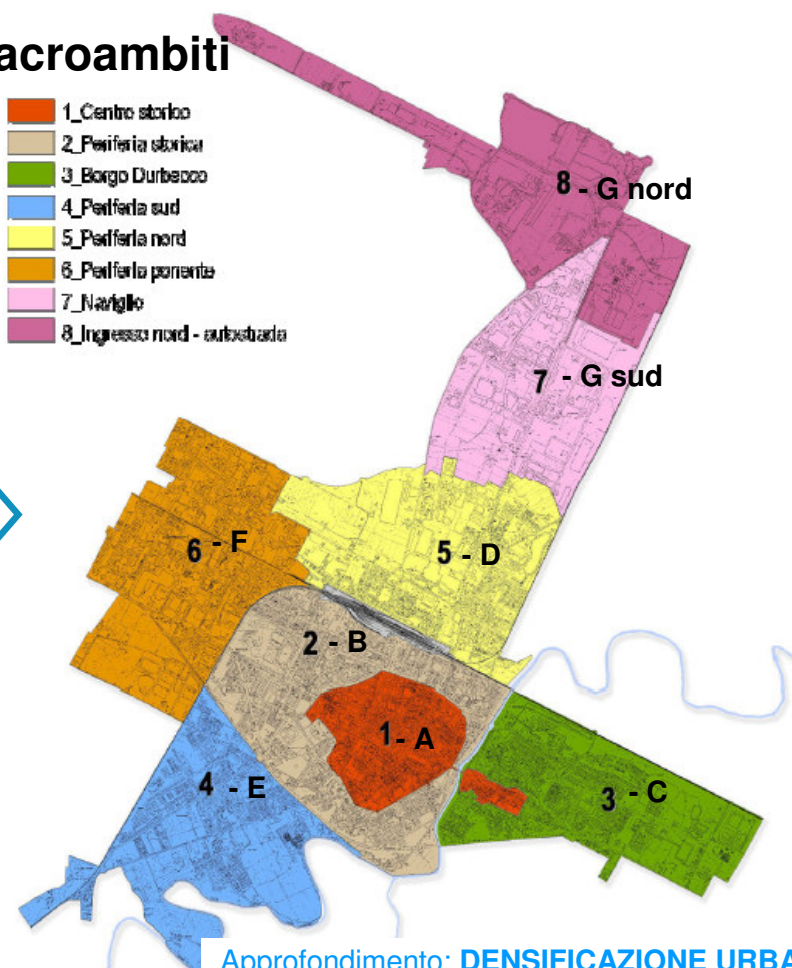 acroambiti
1_Centro storico
2_Periferia storica
3_Borgo Durbecco
4_Periferia sud
5_Periferia nord
6_Periferia ponente
7_Naviglio
8_Ingresso nord - autostrada
8 - G nord
7 - G sud
6 - F
5 - D
2 - B
1 - A
4 - E
3 - C
Approfondimento: DENSIFICAZIONE URBA